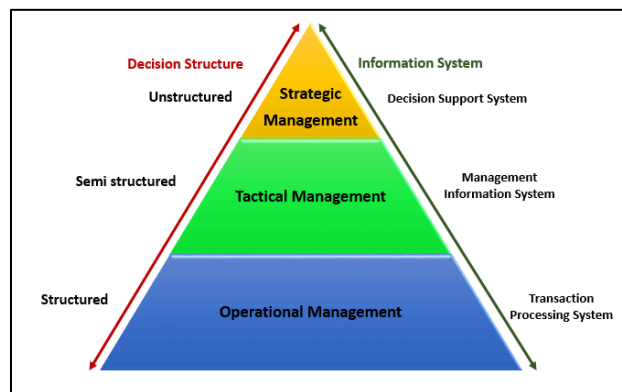 Decision Structure
Information System
Unstructured
Strategic
Management
Decision Support System
Semi structured
Tactical Management
Management
Information System
Structured
Operational Management
Transaction
Processing System